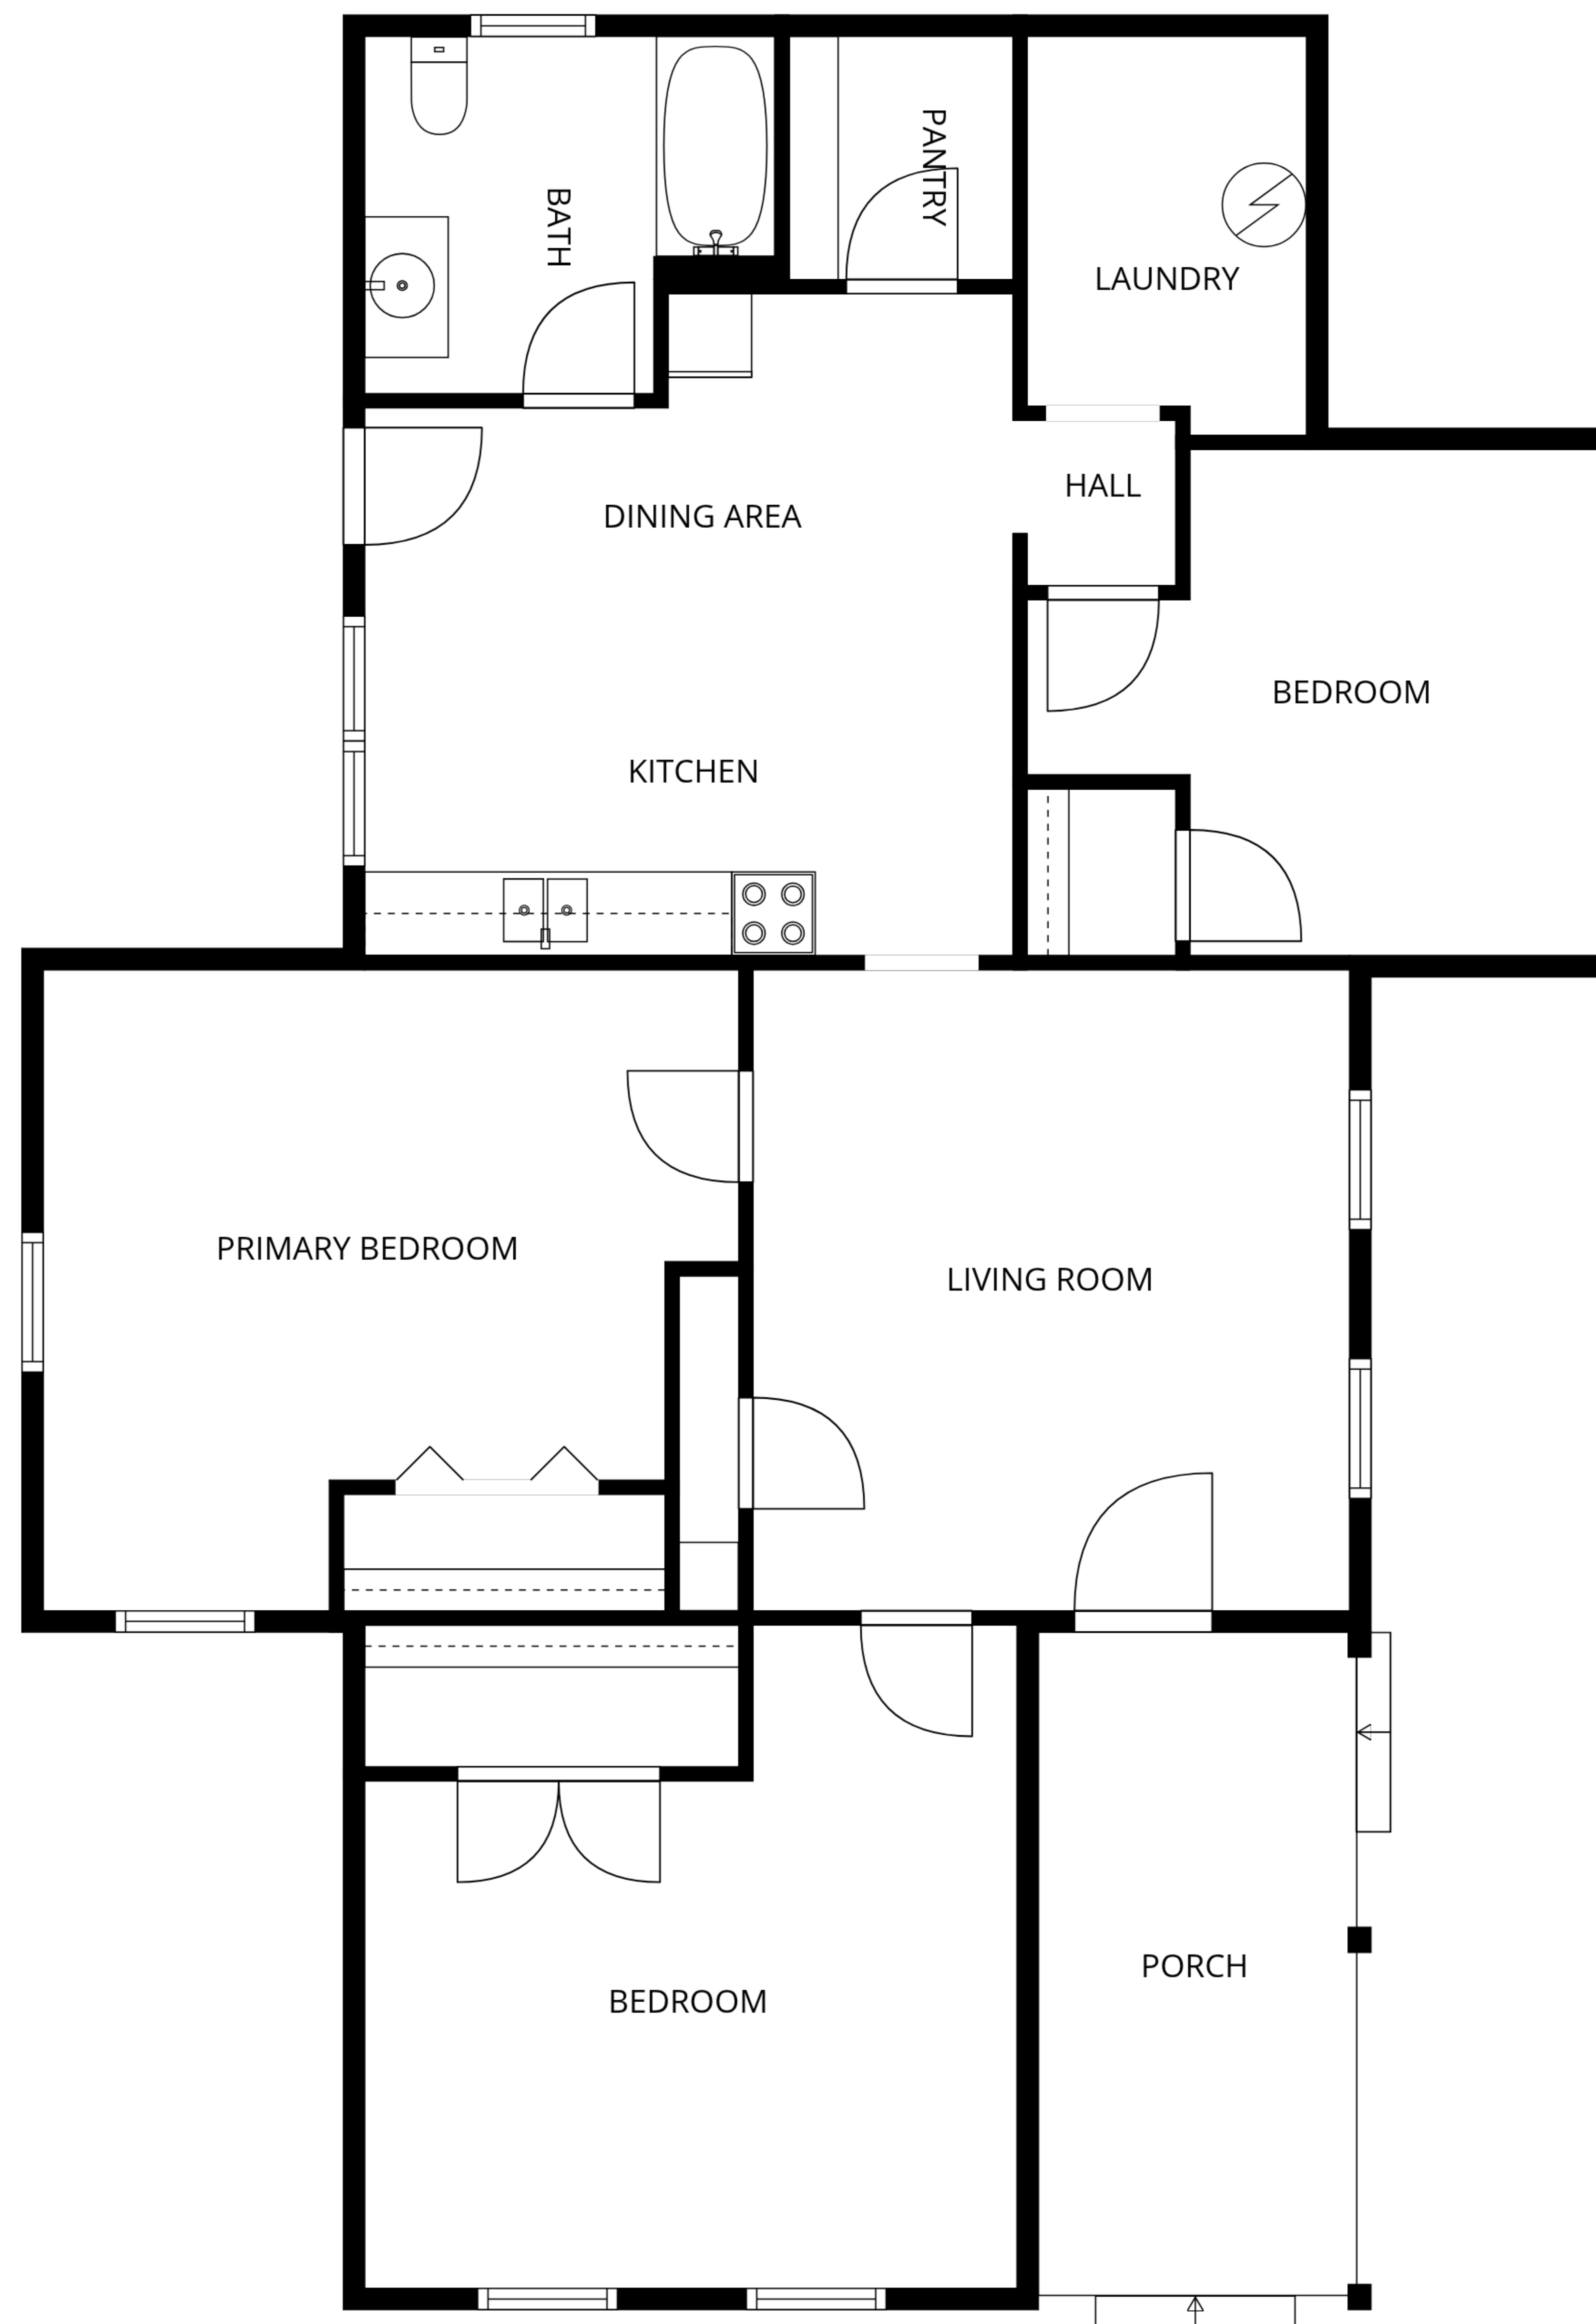 BATH
PANTRY
LAUNDRY
HALL
DINING AREA
BEDROOM
KITCHEN
PRIMARY BEDROOM
LIVING ROOM
PORCH
BEDROOM